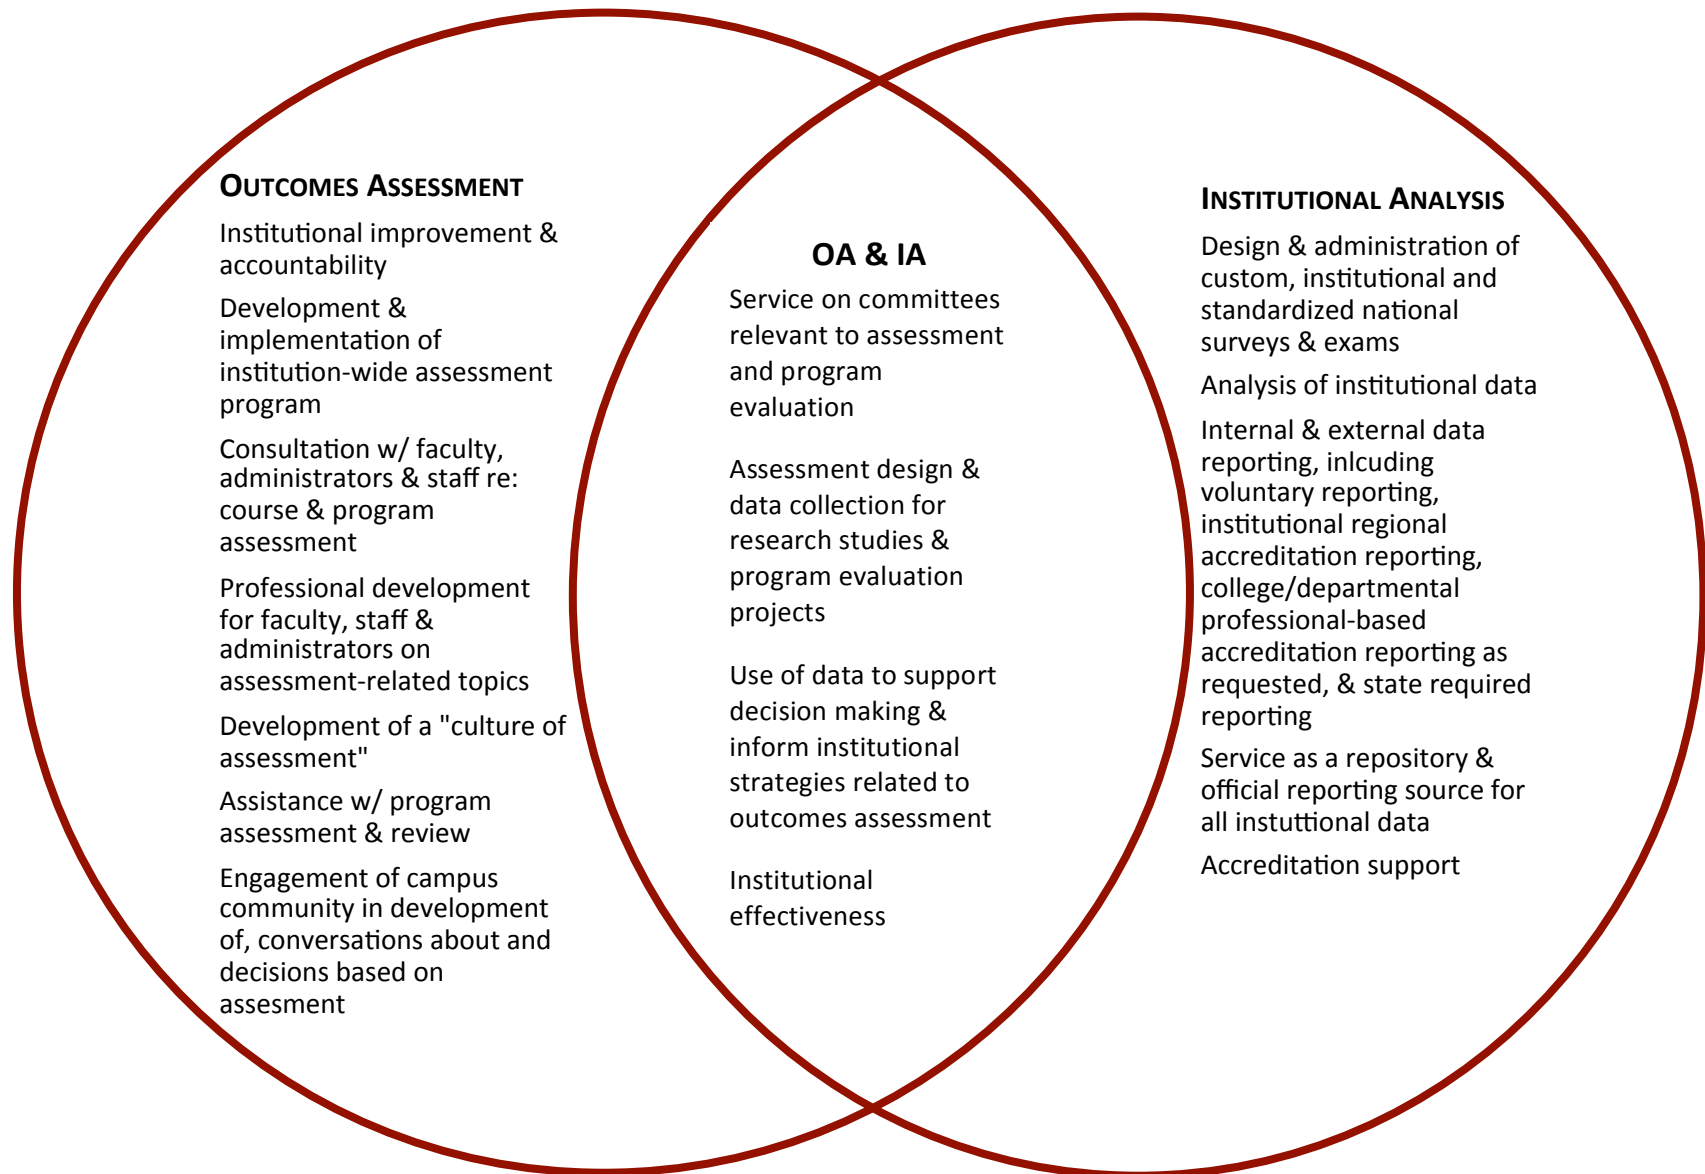 OUTCOMES ASSESSMENT
Institutional improvement &
accountability
Development &
implementation of
institution-wide assessment
program
Consultation w/ faculty,
administrators & staff re:
course & program
assessment
Professional development
for faculty, staff &
administrators on
assessment-related topics
Development of a "culture of
assessment"
Assistance w/ program
assessment & review
Engagement of campus
community in development
of, conversations about and
decisions based on
assesment
OA & IA
Service on committees
relevant to assessment
and program
evaluation
Assessment design &
data collection for
research studies &
program evaluation
projects
Use of data to support
decision making &
inform institutional
strategies related to
outcomes assessment
Institutional
effectiveness
INSTITUTIONAL ANALYSIS
Design & administration of
custom, institutional and
standardized national
surveys & exams
Analysis of institutional data
Internal & external data
reporting, inlcuding
voluntary reporting,
institutional regional
accreditation reporting,
college/departmental
professional-based
accreditation reporting as
requested, & state required
reporting
Service as a repository &
official reporting source for
all instuttional data
Accreditation support